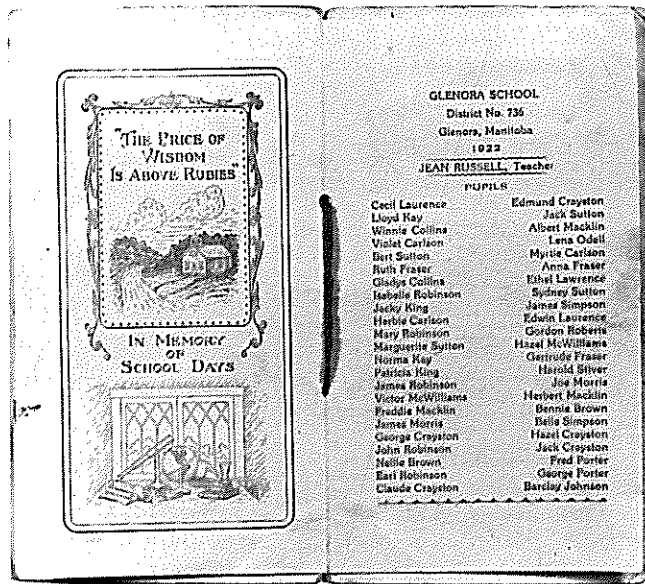 "THE PRICE OF
WISDOM
IS ABOVE RUBIES"
IN MEMORY
OF
SCHOOL DAYS
GLENORA SCHOOL
District No. 736
Glenora, Manitoba
1922
JEAN RUSSELL, Teacher
PUPILS
Cecil Laurence
Lloyd Kay
Winnie Collins
Violet Carlson
Bert Sutton
Ruth Fraser
Gladys Collins
Isabelle Robinson
Jacky King
Herbie Carlson
Mary Robinson
Marguerite Sutton
Norma Kay
Patricia King
James Robinson
Victor McWilliams
Freddie Macklin
James Morris
George Crayston
John Robinson
Nellie Brown
Earl Robinson
Claude Crayston
Edmund Crayston
Jack Sutton
Albert Macklin
Lena Odell
Myrtle Carlson
Anna Fraser
Ethel Lawrence
Sydney Sutton
James Simpson
Edwin Laurence
Gordon Roberts
Hazel McWilliams
Gertrude Fraser
Harold Silver
Joe Morris
Herbert Macklin
Bennie Brown
Bella Simpson
Hazel Crayston
Jack Crayston
Fred Porter
George Porter
Barclay Johnson